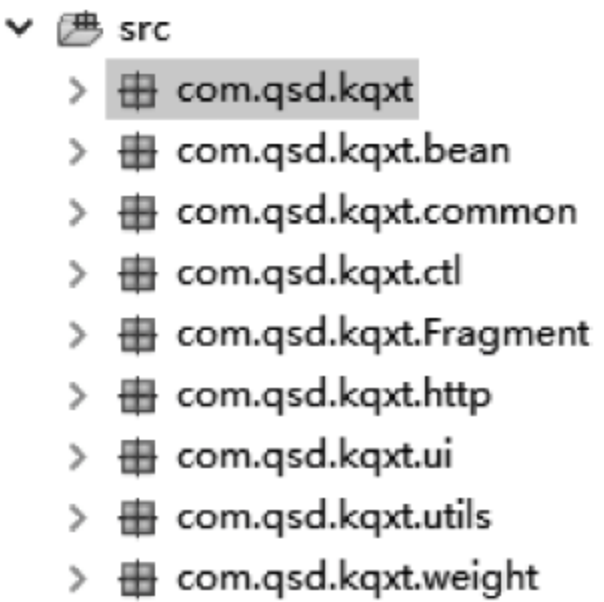 src
com.qsd.kqxt
com.qsd.kqxt.bean
com.qsd.kqxt.common
com.qsd.kqxt.ctl
com.qsd.kqxt.Fragment
com.qsd.kqxt.http
com.qsd.kqxt.ui
com.qsd.kqxt.utils
com.qsd.kqxt.weight